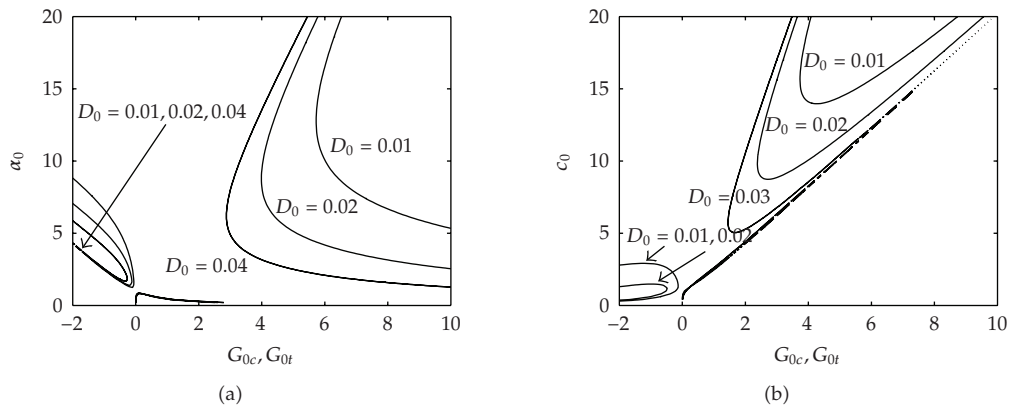 20
15
10
5
0
α₀
−2 0 2 4 6 8 10
G₀c, G₀t
D₀ = 0.01, 0.02, 0.04
D₀ = 0.01
D₀ = 0.02
D₀ = 0.04
(a)
20
15
10
5
0
c₀
−2 0 2 4 6 8 10
G₀c, G₀t
D₀ = 0.01
D₀ = 0.02
D₀ = 0.03
D₀ = 0.01, 0.02
(b)